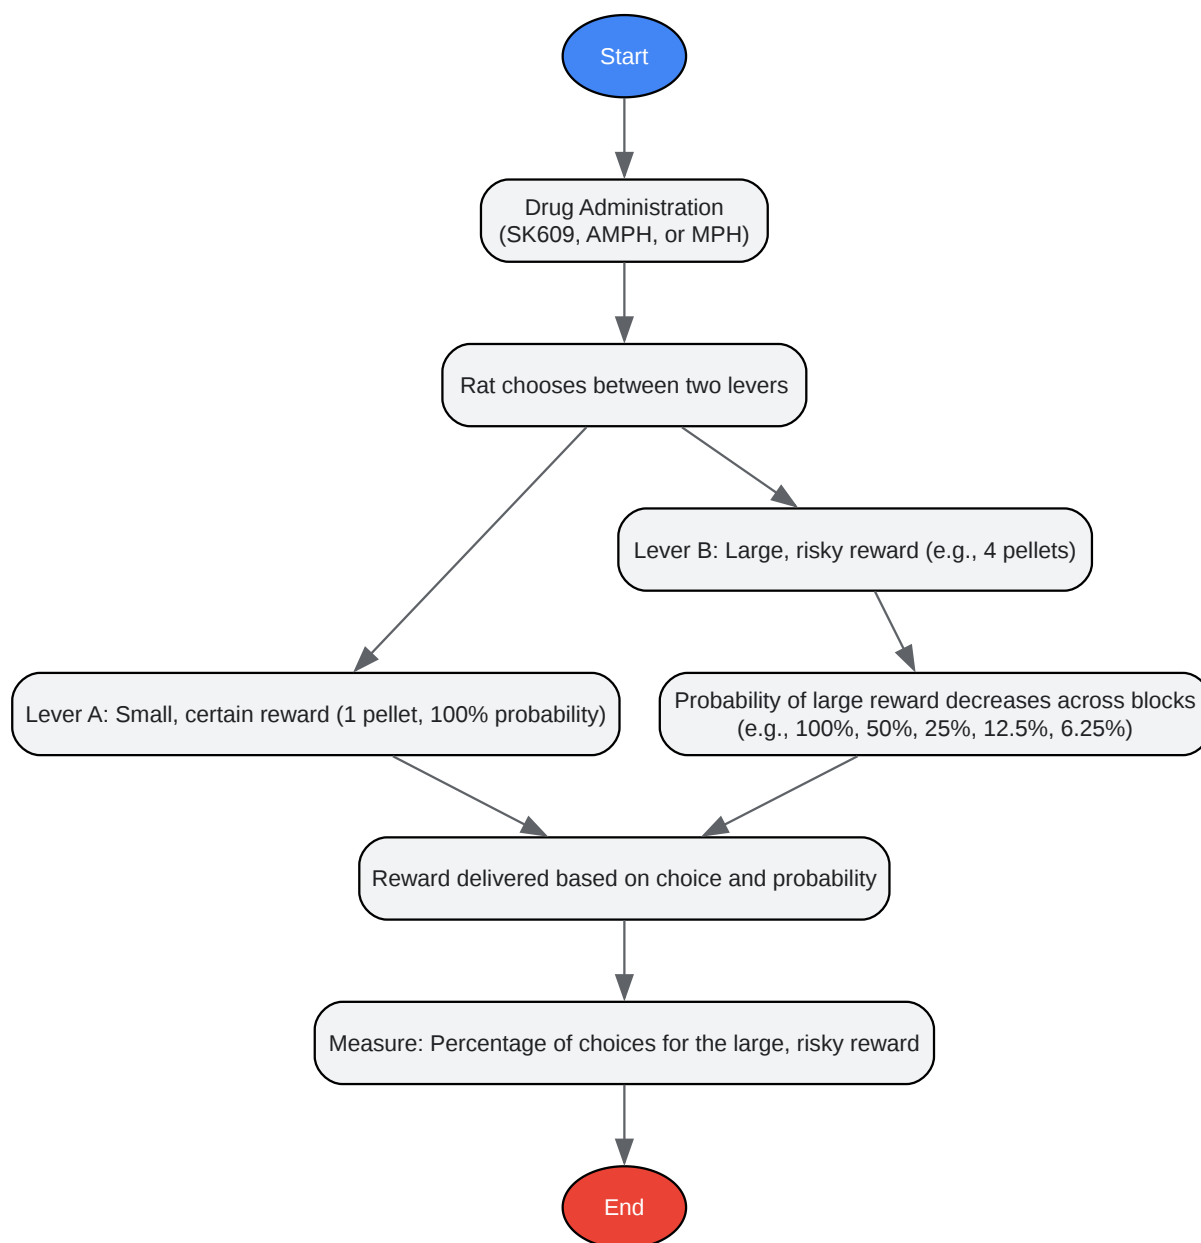 Start
Drug Administration
(SK609, AMPH, or MPH)
Rat chooses between two levers
Lever B: Large, risky reward (e.g., 4 pellets)
Lever A: Small, certain reward (1 pellet, 100% probability)
Probability of large reward decreases across blocks
(e.g., 100%, 50%, 25%, 12.5%, 6.25%)
Reward delivered based on choice and probability
Measure: Percentage of choices for the large, risky reward
End